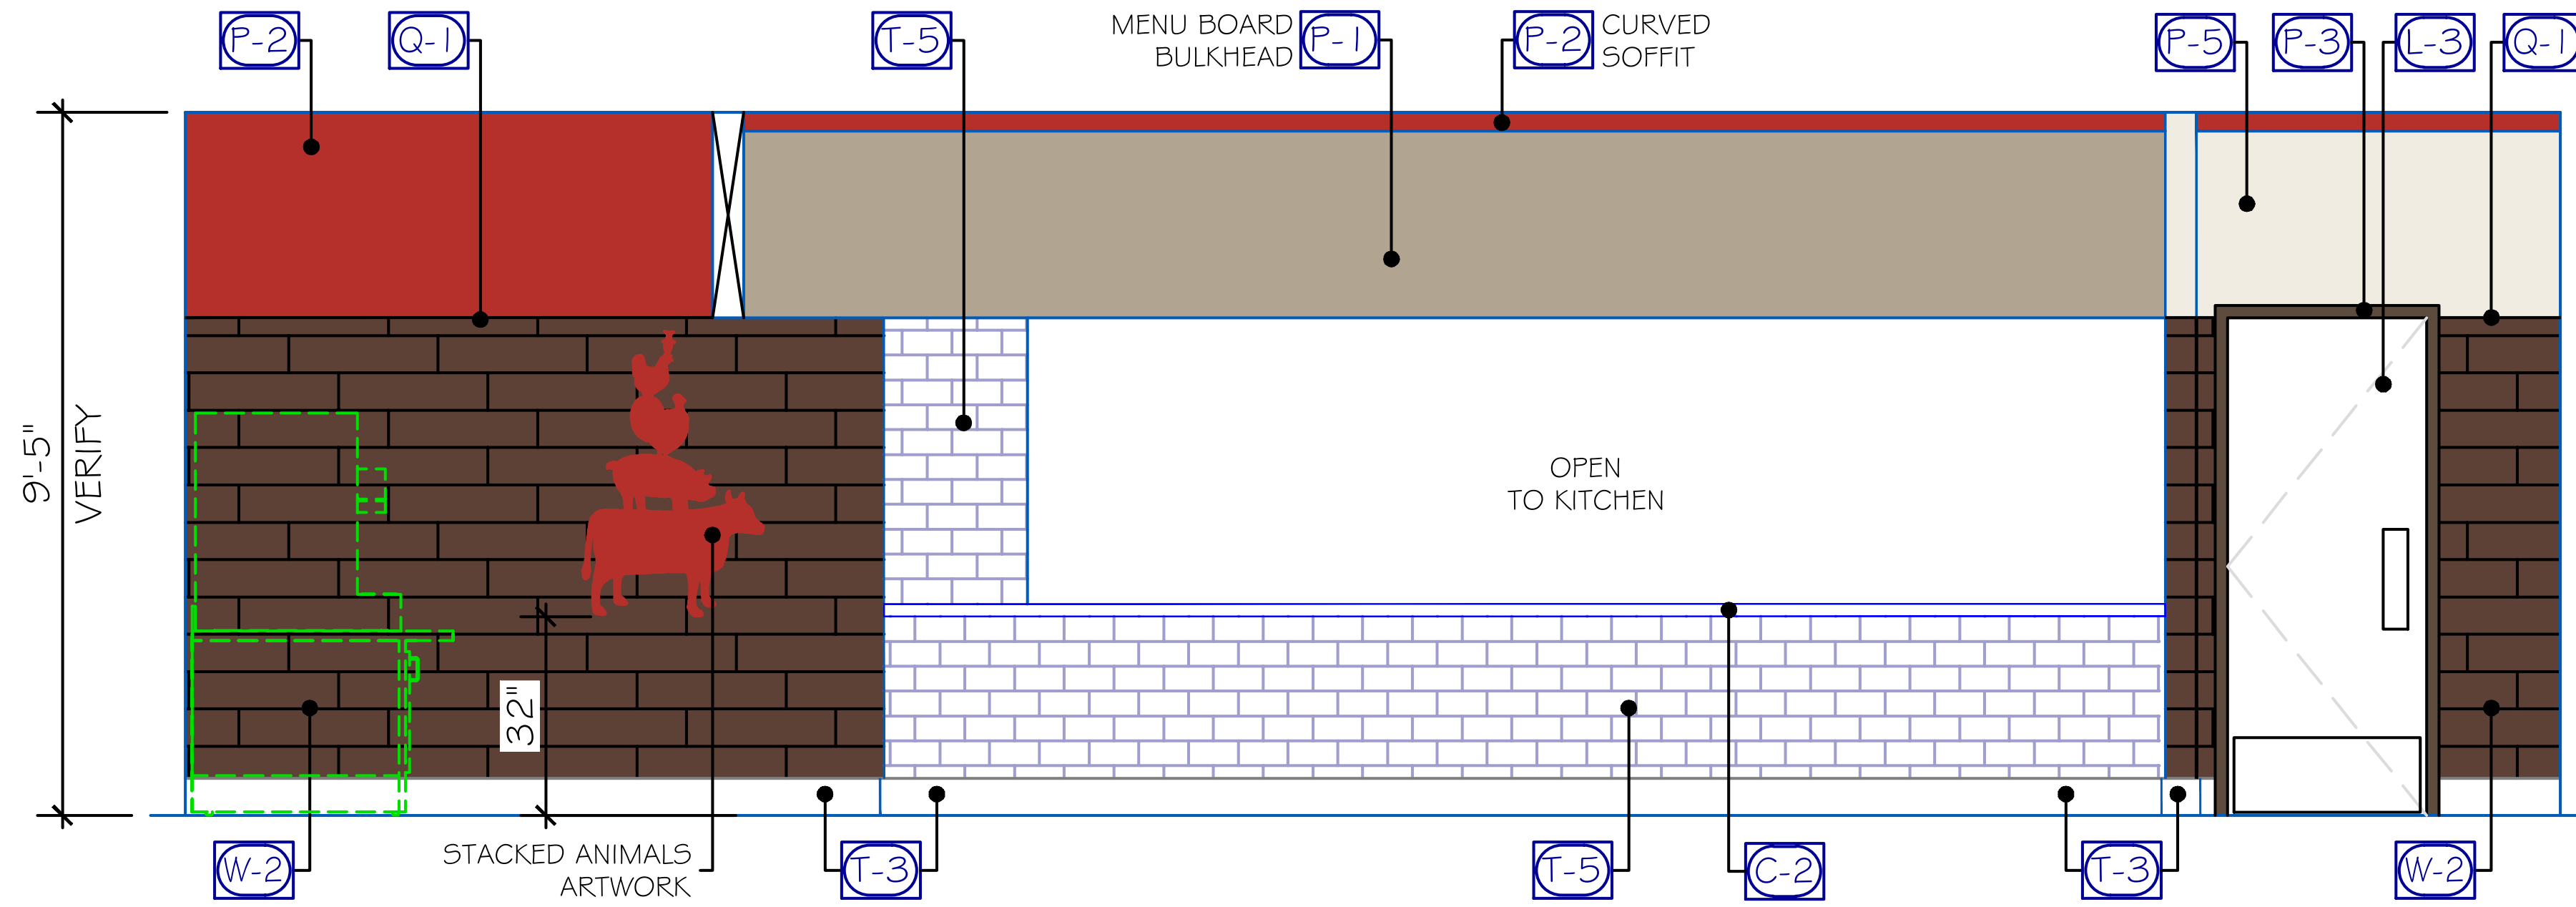 P-2
Q-1
T-5
MENU BOARD
BULKHEAD
P-1
P-2
CURVED
SOFFIT
P-5
P-3
L-3
Q-1
9'-5"
VERIFY
OPEN
TO KITCHEN
32"
W-2
STACKED ANIMALS
ARTWORK
T-3
T-5
C-2
T-3
W-2